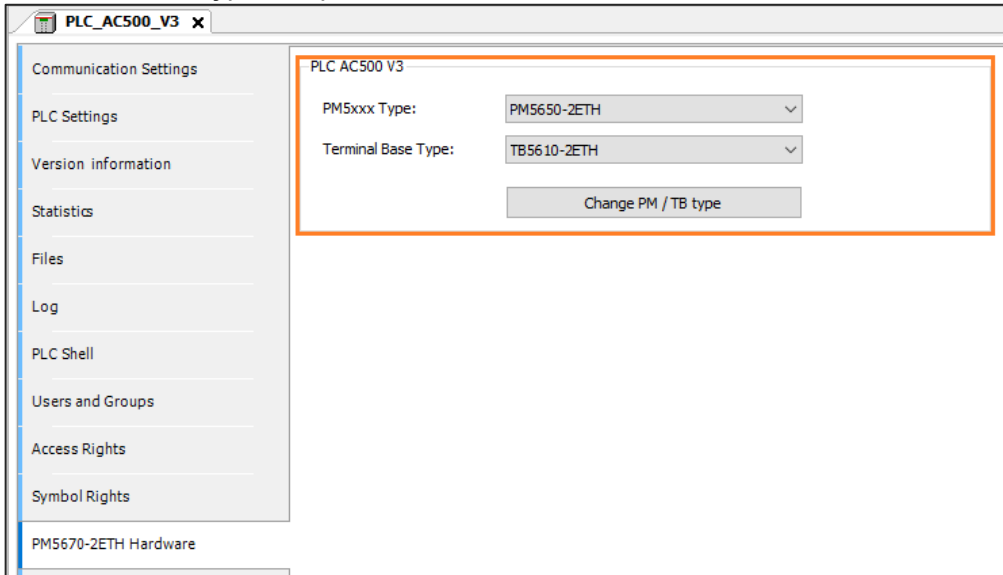 PLC_AC500_V3 x
Communication Settings
PLC Settings
Version information
Statistics
Files
Log
PLC Shell
Users and Groups
Access Rights
Symbol Rights
PM5670-2ETH Hardware
PLC AC500 V3
PM5xxx Type: PM5650-2ETH
Terminal Base Type: TB5610-2ETH
Change PM / TB type